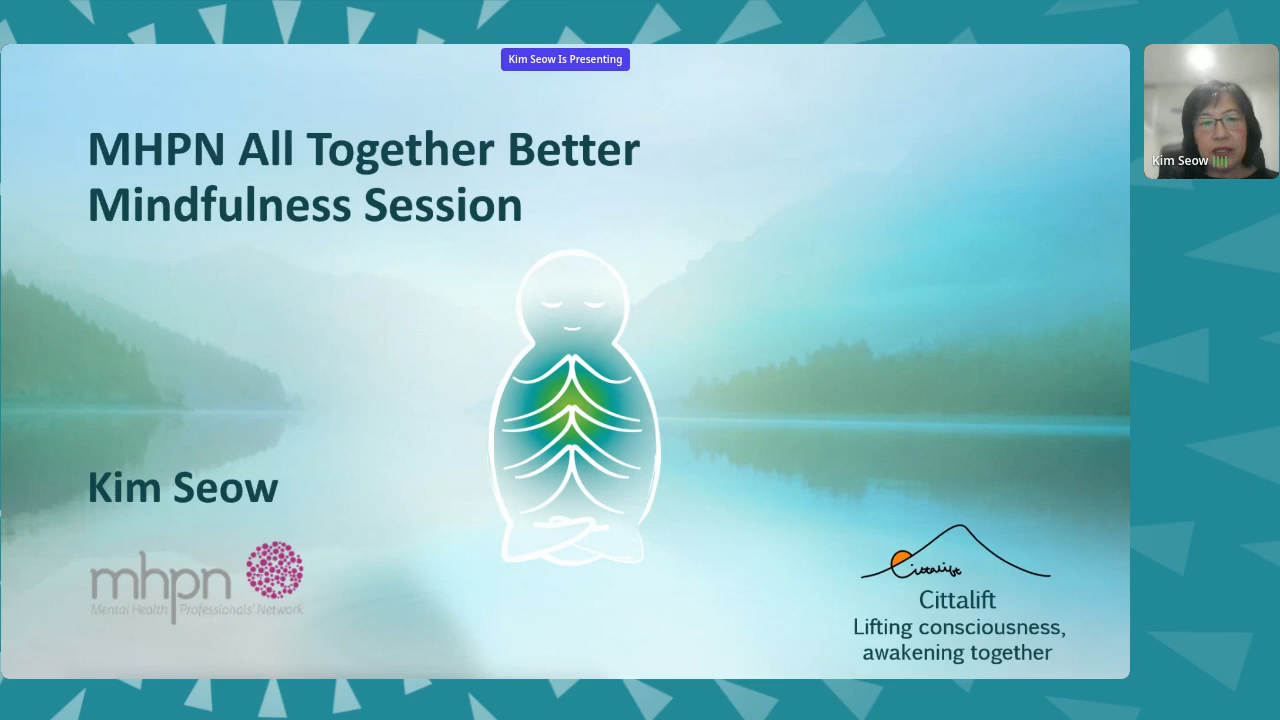 Kim Seow Is Presenting
MHPN All Together Better
Mindfulness Session
Kim Seow
Kim Seow
mhpn
Mental Health Professionals' Network
Cittalift
Cittalift
Lifting consciousness,
awakening together